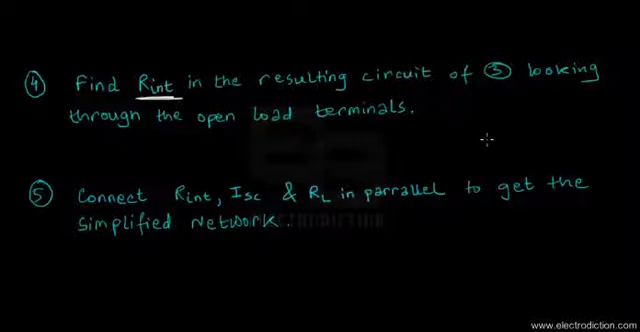 ④ Find Rint in the resulting circuit of ③ looking
through the open load terminals.
⑤ Connect Rint, Isc & RL in parrallel to get the
simplified network.
ELECTRODICTION
www.electrodiction.com